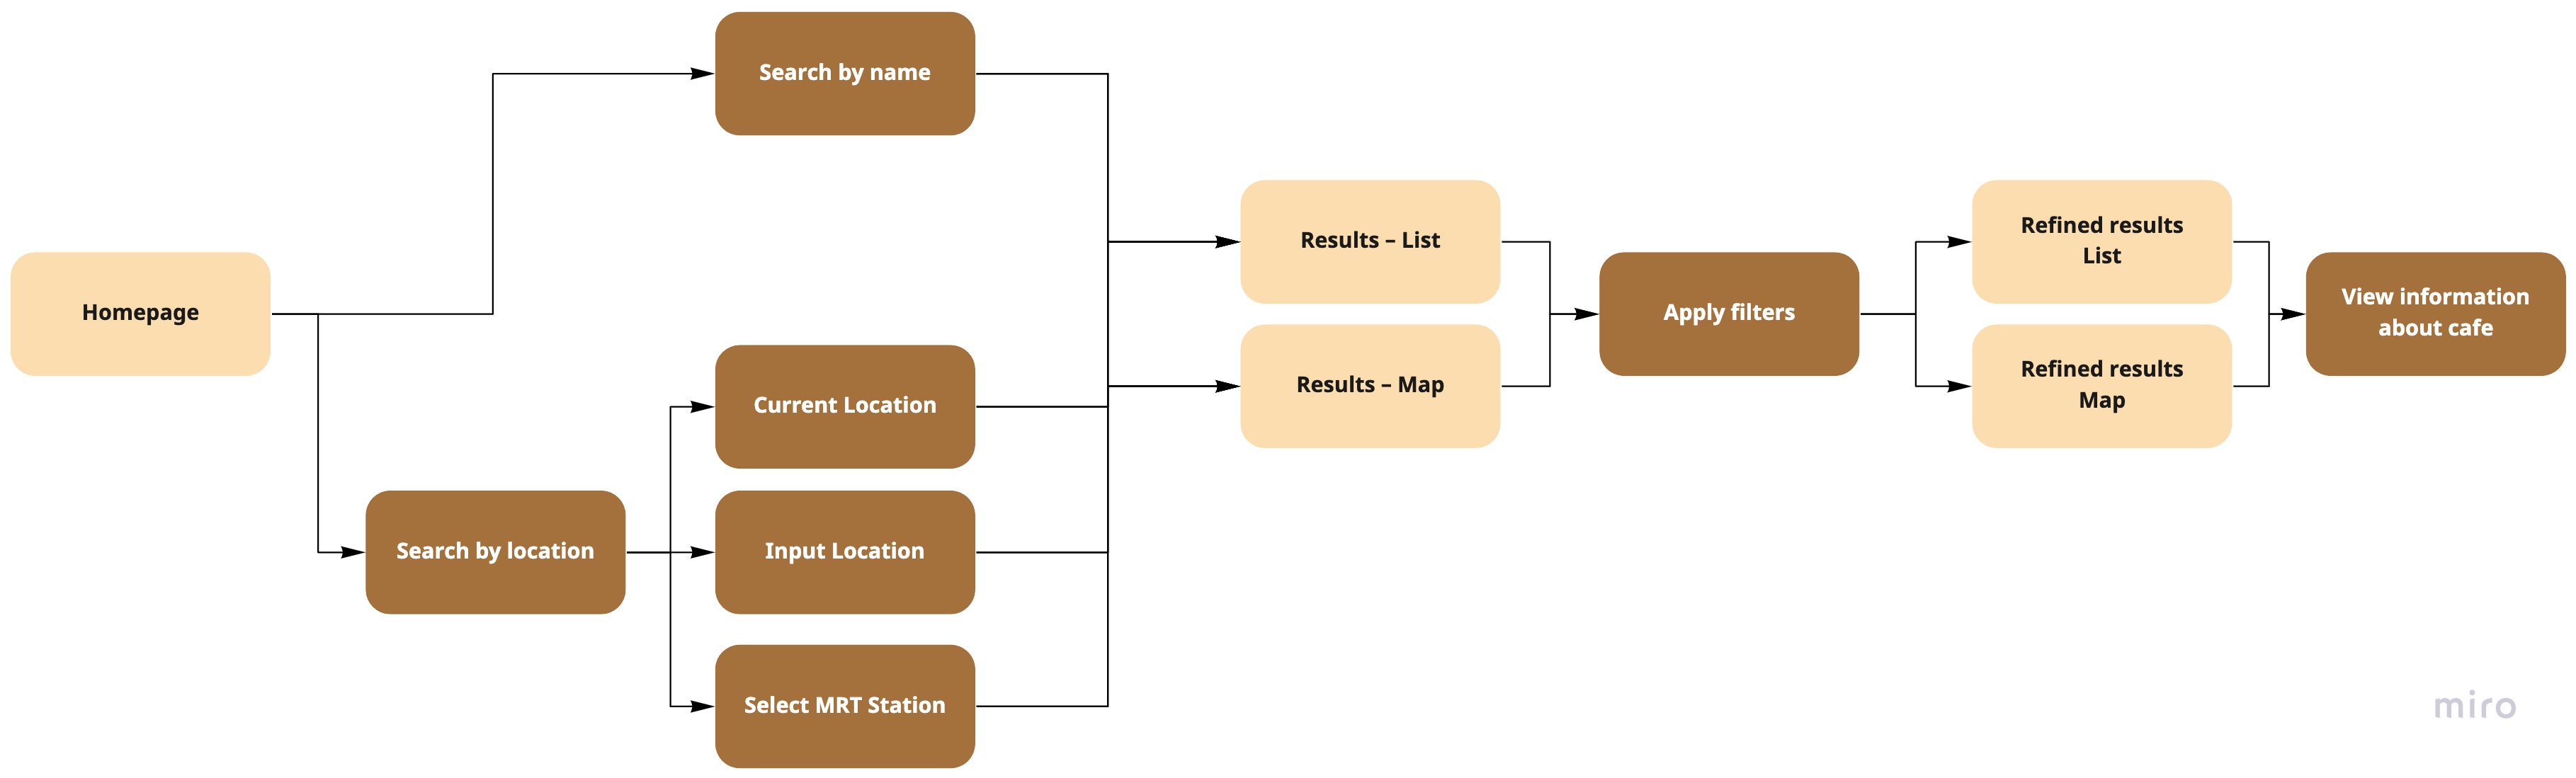 Search by name
Homepage
Search by location
Current Location
Input Location
Select MRT Station
Results – List
Results – Map
Apply filters
Refined results
List
Refined results
Map
View information
about cafe
miro